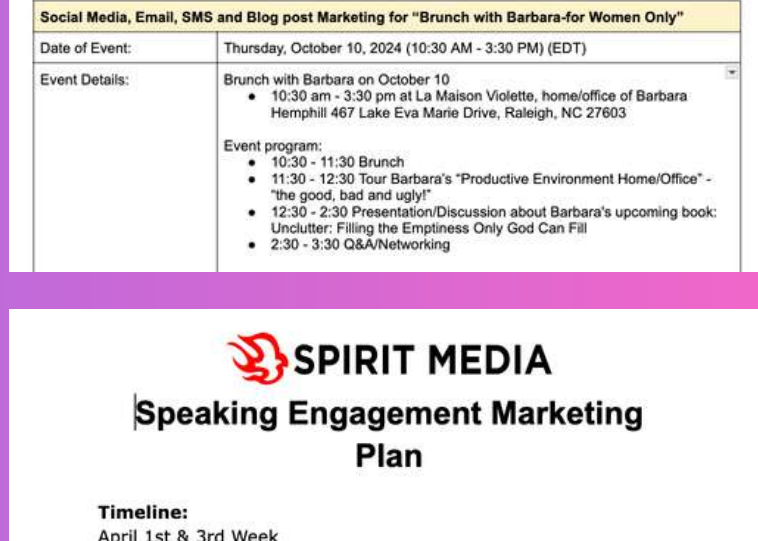 Social Media, Email, SMS and Blog post Marketing for “Brunch with Barbara-for Women Only”
Date of Event: Thursday, October 10, 2024 (10:30 AM - 3:30 PM) (EDT)
Event Details: Brunch with Barbara on October 10
● 10:30 am - 3:30 pm at La Maison Violette, home/office of Barbara
Hemphill 467 Lake Eva Marie Drive, Raleigh, NC 27603
Event program:
● 10:30 - 11:30 Brunch
● 11:30 - 12:30 Tour Barbara's “Productive Environment Home/Office” -
“the good, bad and ugly!”
● 12:30 - 2:30 Presentation/Discussion about Barbara's upcoming book:
Unclutter: Filling the Emptiness Only God Can Fill
● 2:30 - 3:30 Q&A/Networking
SPIRIT MEDIA
Speaking Engagement Marketing
Plan
Timeline:
April 1st & 3rd Week